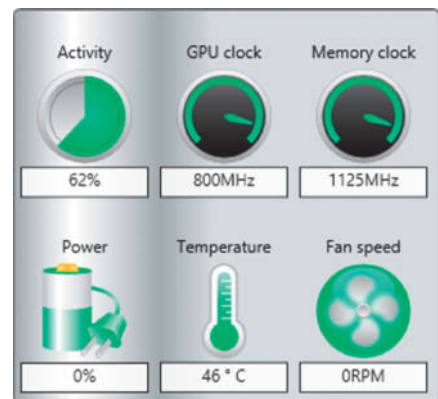 Activity GPU clock Memory clock
62% 800MHz 1125MHz
Power Temperature Fan speed
0% 46 ° C 0RPM